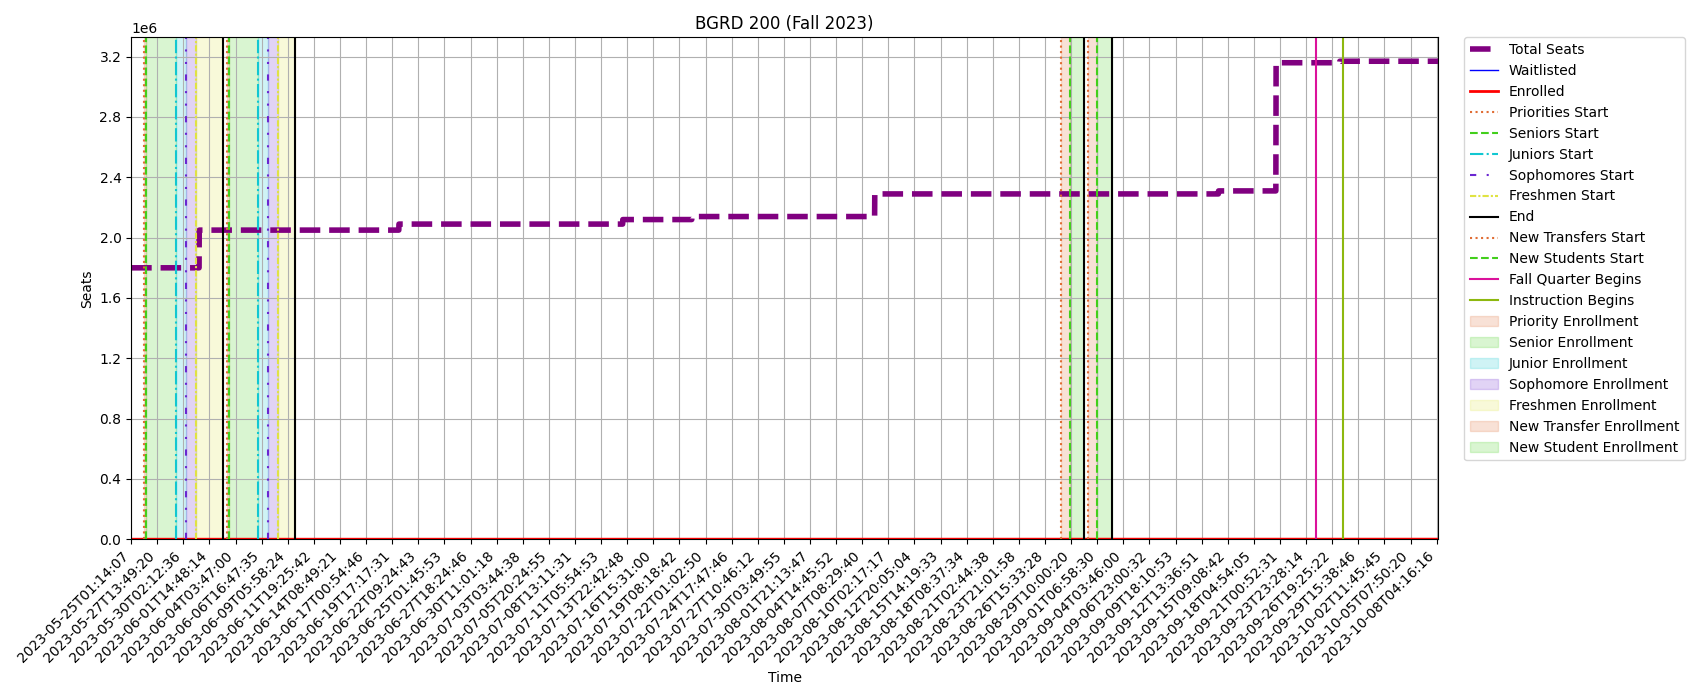 BGRD 200 (Fall 2023)
1e6
3.2
2.8
2.4
2.0
1.6
1.2
0.8
0.4
0.0
Seats
2023-05-25T01:14:07
2023-05-27T13:49:20
2023-05-30T02:12:36
2023-06-01T14:48:14
2023-06-04T03:47:00
2023-06-06T16:47:35
2023-06-09T05:58:24
2023-06-11T19:25:42
2023-06-14T08:49:21
2023-06-17T00:54:46
2023-06-19T17:17:31
2023-06-22T09:24:43
2023-06-25T01:45:53
2023-06-27T18:24:46
2023-06-30T11:01:18
2023-07-03T03:44:38
2023-07-05T20:24:55
2023-07-08T13:11:31
2023-07-11T05:54:53
2023-07-13T22:42:48
2023-07-16T15:31:00
2023-07-19T08:18:42
2023-07-22T01:02:50
2023-07-24T17:47:46
2023-07-27T10:46:12
2023-07-30T03:49:55
2023-08-01T21:13:47
2023-08-04T14:45:52
2023-08-07T08:29:40
2023-08-10T02:17:17
2023-08-12T20:05:04
2023-08-15T14:19:33
2023-08-18T08:37:34
2023-08-21T02:44:38
2023-08-23T21:01:58
2023-08-26T15:33:28
2023-08-29T11:00:20
2023-09-01T06:58:30
2023-09-04T03:46:00
2023-09-06T23:00:32
2023-09-09T18:10:53
2023-09-12T13:36:51
2023-09-15T09:08:42
2023-09-18T04:54:05
2023-09-21T00:52:31
2023-09-23T23:28:14
2023-09-26T19:25:22
2023-09-29T15:38:46
2023-10-02T11:45:45
2023-10-05T07:50:20
2023-10-08T04:16:16
Time
Total Seats
Waitlisted
Enrolled
Priorities Start
Seniors Start
Juniors Start
Sophomores Start
Freshmen Start
End
New Transfers Start
New Students Start
Fall Quarter Begins
Instruction Begins
Priority Enrollment
Senior Enrollment
Junior Enrollment
Sophomore Enrollment
Freshmen Enrollment
New Transfer Enrollment
New Student Enrollment